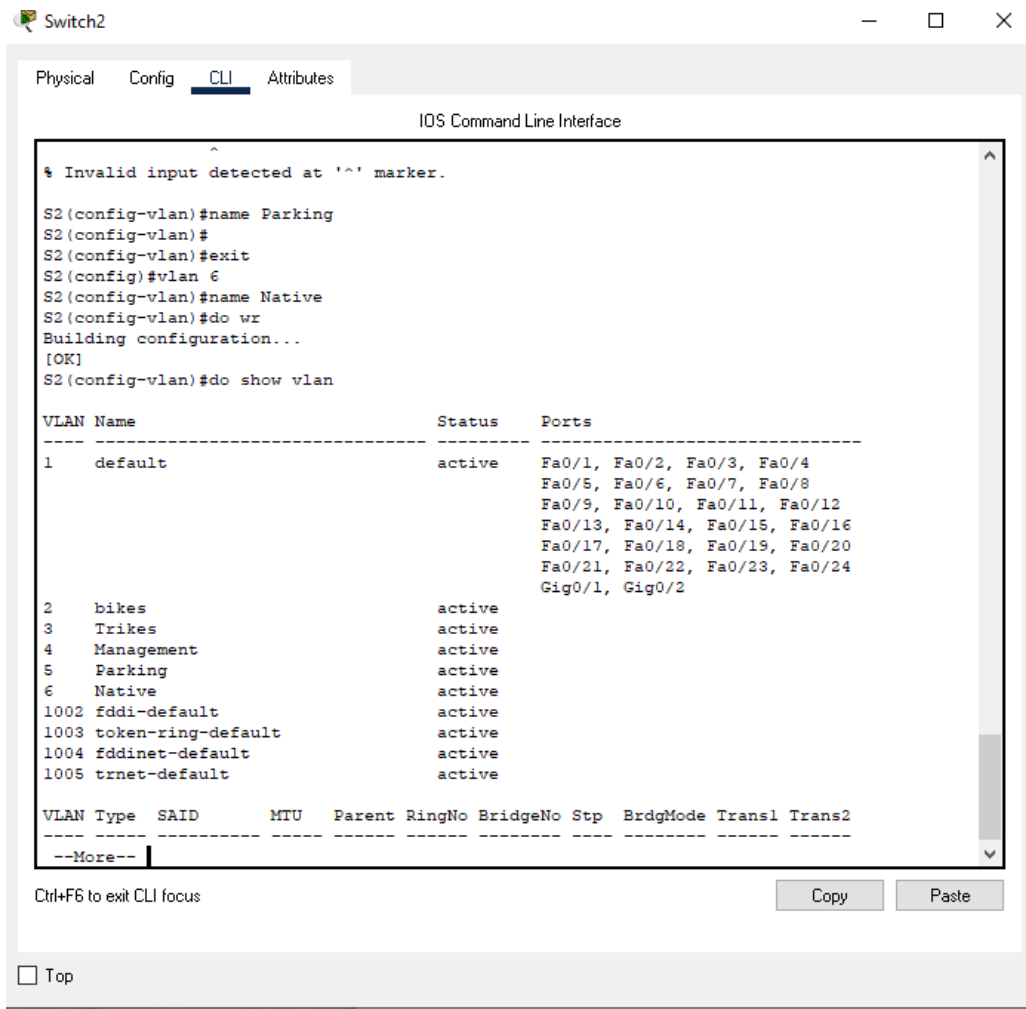 Switch2
Physical Config CLI Attributes
IOS Command Line Interface
^
% Invalid input detected at '^' marker.
S2(config-vlan)#name Parking
S2(config-vlan)#
S2(config-vlan)#exit
S2(config)#vlan 6
S2(config-vlan)#name Native
S2(config-vlan)#do wr
Building configuration...
[OK]
S2(config-vlan)#do show vlan
VLAN Name                             Status    Ports
---- -------------------------------- --------- -------------------------------
1    default                          active    Fa0/1, Fa0/2, Fa0/3, Fa0/4
                                                Fa0/5, Fa0/6, Fa0/7, Fa0/8
                                                Fa0/9, Fa0/10, Fa0/11, Fa0/12
                                                Fa0/13, Fa0/14, Fa0/15, Fa0/16
                                                Fa0/17, Fa0/18, Fa0/19, Fa0/20
                                                Fa0/21, Fa0/22, Fa0/23, Fa0/24
                                                Gig0/1, Gig0/2
2    bikes                            active
3    Trikes                           active
4    Management                       active
5    Parking                          active
6    Native                           active
1002 fddi-default                     active
1003 token-ring-default               active
1004 fddinet-default                  active
1005 trnet-default                    active
VLAN Type  SAID       MTU   Parent RingNo BridgeNo Stp  BrdgMode Trans1 Trans2
---- ----- ---------- ----- ------ ------ -------- ---- -------- ------ ------
 --More--
Ctrl+F6 to exit CLI focus
Copy Paste
Top